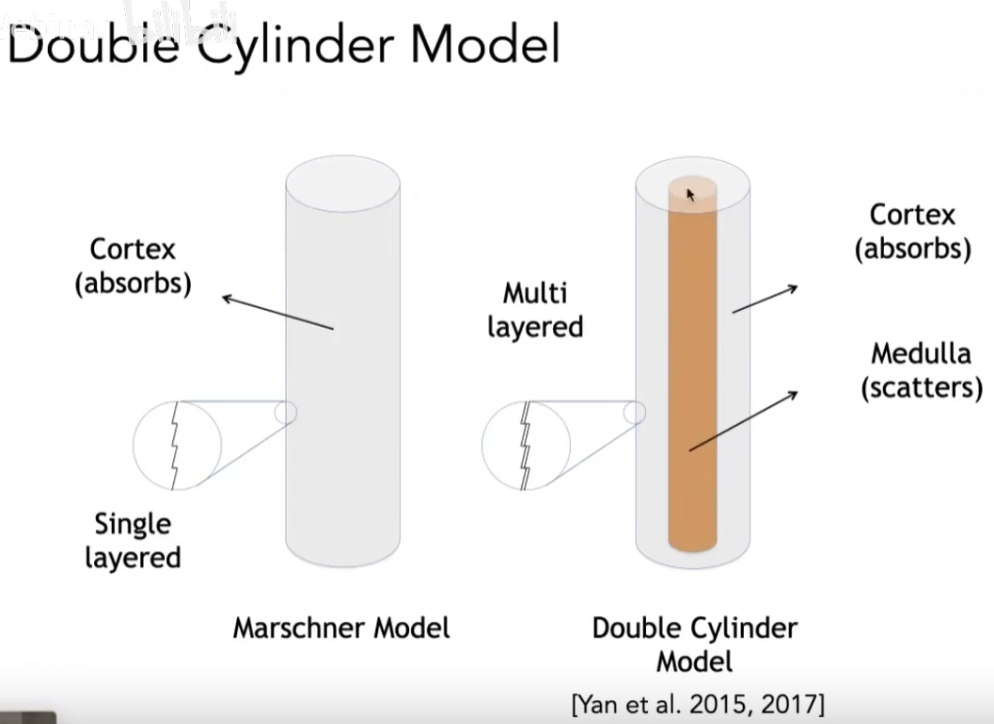 Double Cylinder Model
Cortex
(absorbs)
Single
layered
Marschner Model
Multi
layered
Cortex
(absorbs)
Medulla
(scatters)
Double Cylinder
Model
[Yan et al. 2015, 2017]